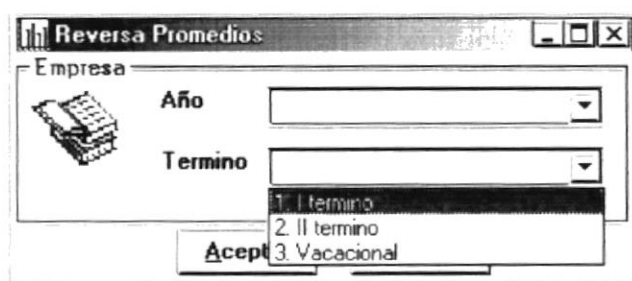 Reversa Promedios
Empresa
Año
Termino
1. I termino
2. II termino
3. Vacacional
Acept